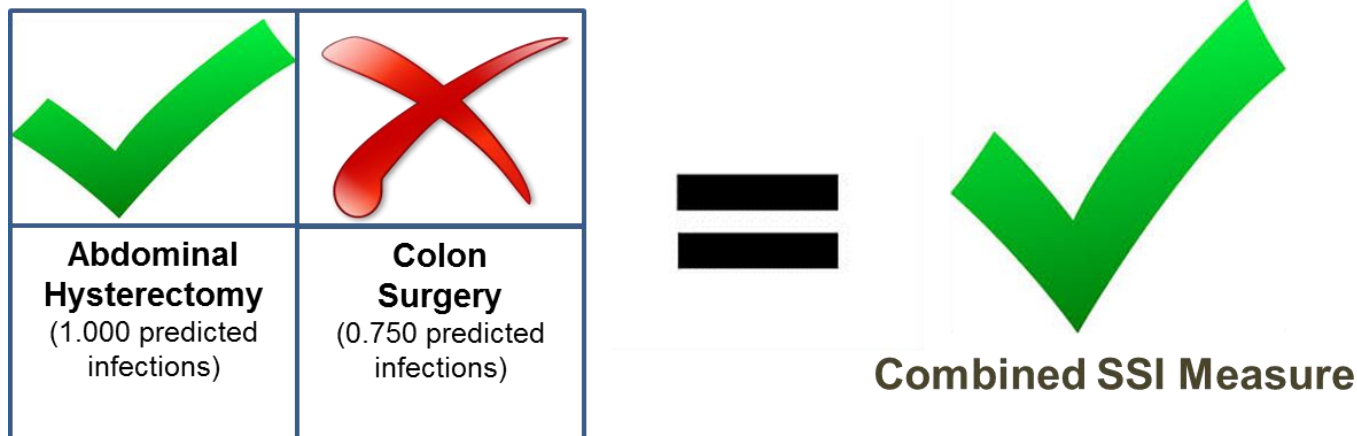 Abdominal
Hysterectomy
(1.000 predicted
infections)
Colon
Surgery
(0.750 predicted
infections)
Combined SSI Measure